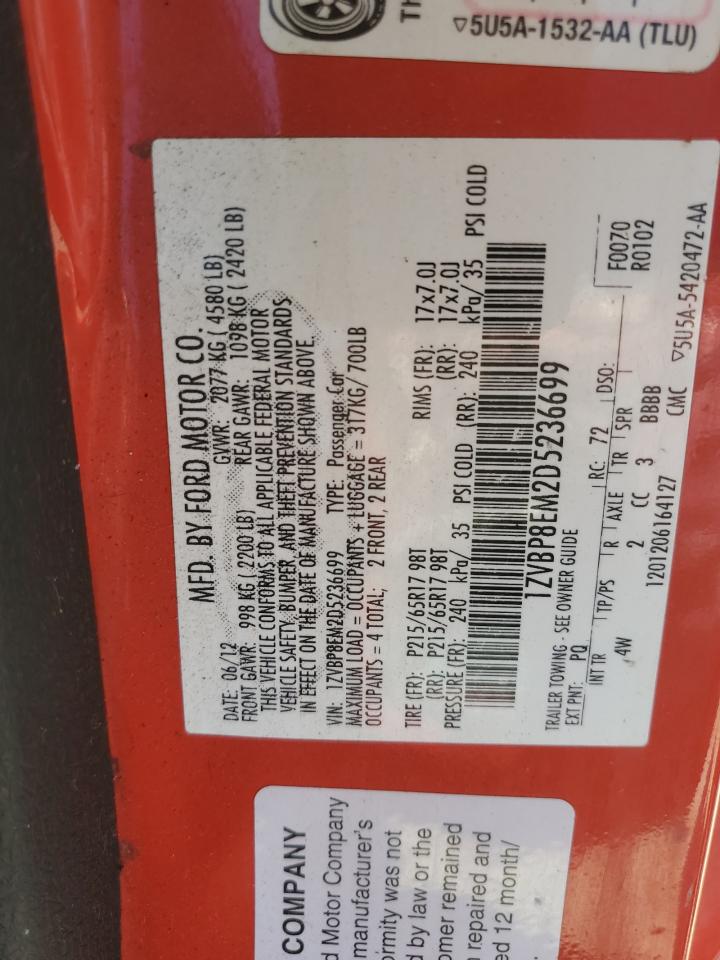 TH
▽5U5A-1532-AA (TLU)
MFD. BY FORD MOTOR CO.
DATE: 06/12 GVWR: 2077 KG ( 4580 LB)
FRONT GAWR: 998 KG ( 2200 LB) REAR GAWR: 1098 KG ( 2420 LB)
THIS VEHICLE CONFORMS TO ALL APPLICABLE FEDERAL MOTOR
VEHICLE SAFETY, BUMPER, AND THEFT PREVENTION STANDARDS
IN EFFECT ON THE DATE OF MANUFACTURE SHOWN ABOVE.
VIN: 1ZVBP8EM2D5236699 TYPE: Passenger Car
MAXIMUM LOAD = OCCUPANTS + LUGGAGE = 317KG/ 700LB
OCCUPANTS = 4 TOTAL; 2 FRONT, 2 REAR
TIRE (FR): P215/65R17 98T RIMS (FR): 17x7.0J
(RR): P215/65R17 98T (RR): 17x7.0J
PRESSURE (FR): 240 kPa/ 35 PSI COLD (RR): 240 kPa/ 35 PSI COLD
1ZVBP8EM2D5236699
TRAILER TOWING - SEE OWNER GUIDE
EXT PNT: PQ RC: 72 DSO: F0070
R0102
INT TR TP/PS R AXLE TR SPR
4W 2 CC 3 BBBB
1201206164127 CMC
▽5U5A-5420472-AA
COMPANY
d Motor Company
manufacturer's
ormity was not
d by law or the
omer remained
repaired and
ed 12 month/